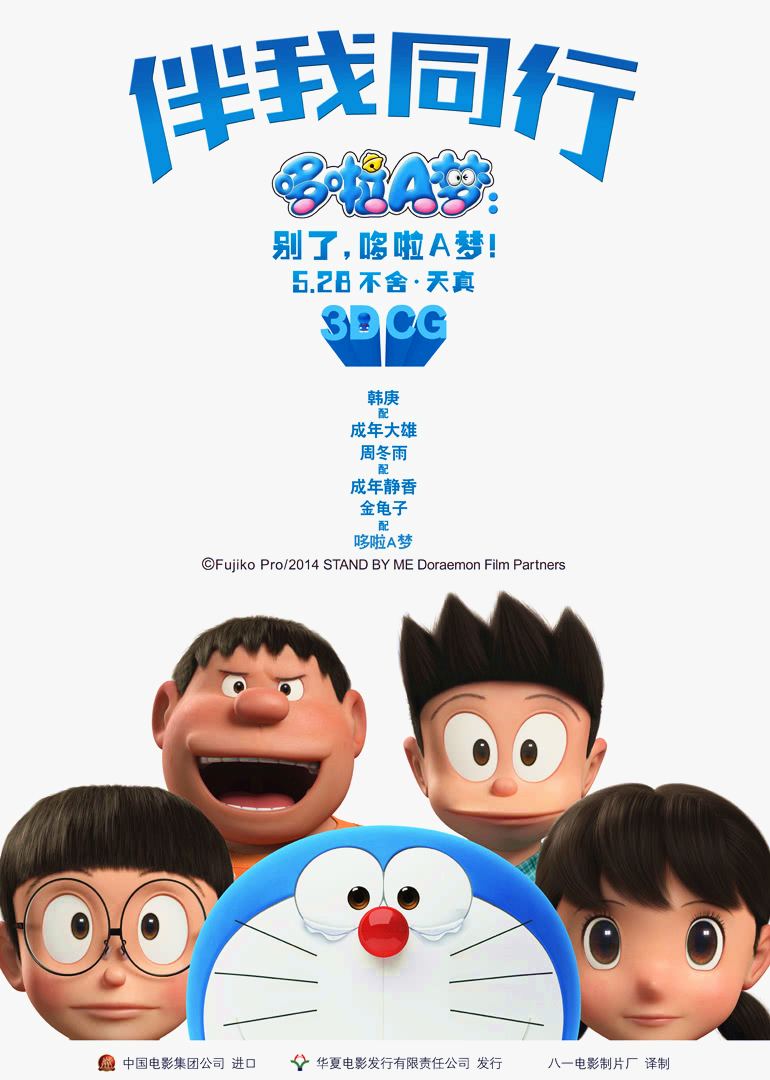 伴我同行
哆啦A梦:
别了,哆啦A梦!
5.28 不舍·天真
3D CG
韩庚
配
成年大雄
周冬雨
配
成年静香
金龟子
配
哆啦A梦
©Fujiko Pro/2014 STAND BY ME Doraemon Film Partners
中国电影集团公司 进口 华夏电影发行有限责任公司 发行 八一电影制片厂 译制